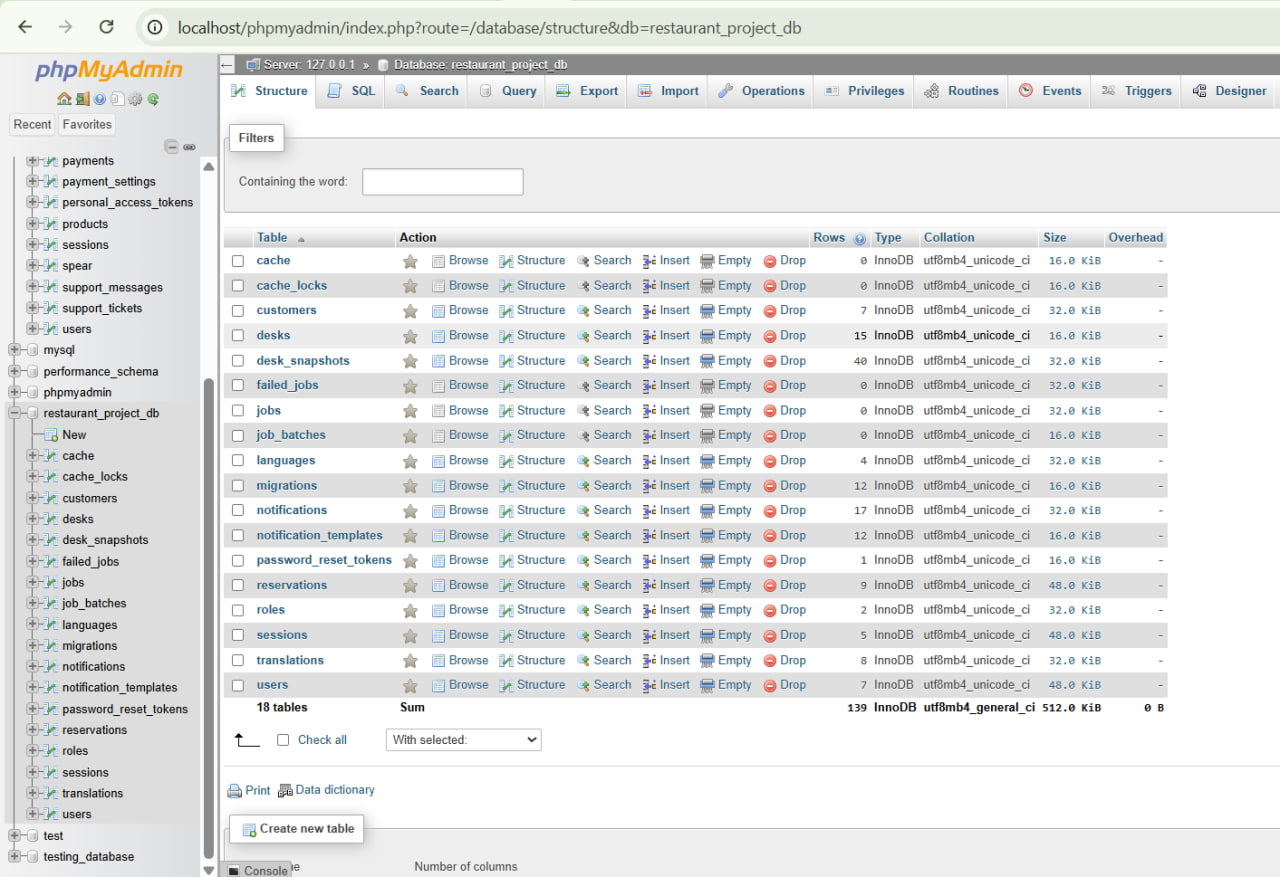 localhost/phpmyadmin/index.php?route=/database/structure&db=restaurant_project_db
phpMyAdmin
Recent Favorites
payments
payment_settings
personal_access_tokens
products
sessions
spear
support_messages
support_tickets
users
mysql
performance_schema
phpmyadmin
restaurant_project_db
New
cache
cache_locks
customers
desks
desk_snapshots
failed_jobs
jobs
job_batches
languages
migrations
notifications
notification_templates
password_reset_tokens
reservations
roles
sessions
translations
users
test
testing_database
Server: 127.0.0.1 » Database: restaurant_project_db
Structure SQL Search Query Export Import Operations Privileges Routines Events Triggers Designer
Filters
Containing the word:
Table Action Rows Type Collation Size Overhead
cache Browse Structure Search Insert Empty Drop 0 InnoDB utf8mb4_unicode_ci 16.0 KiB -
cache_locks Browse Structure Search Insert Empty Drop 0 InnoDB utf8mb4_unicode_ci 16.0 KiB -
customers Browse Structure Search Insert Empty Drop 7 InnoDB utf8mb4_unicode_ci 32.0 KiB -
desks Browse Structure Search Insert Empty Drop 15 InnoDB utf8mb4_unicode_ci 16.0 KiB -
desk_snapshots Browse Structure Search Insert Empty Drop 40 InnoDB utf8mb4_unicode_ci 32.0 KiB -
failed_jobs Browse Structure Search Insert Empty Drop 0 InnoDB utf8mb4_unicode_ci 32.0 KiB -
jobs Browse Structure Search Insert Empty Drop 0 InnoDB utf8mb4_unicode_ci 32.0 KiB -
job_batches Browse Structure Search Insert Empty Drop 0 InnoDB utf8mb4_unicode_ci 16.0 KiB -
languages Browse Structure Search Insert Empty Drop 4 InnoDB utf8mb4_unicode_ci 32.0 KiB -
migrations Browse Structure Search Insert Empty Drop 12 InnoDB utf8mb4_unicode_ci 16.0 KiB -
notifications Browse Structure Search Insert Empty Drop 17 InnoDB utf8mb4_unicode_ci 32.0 KiB -
notification_templates Browse Structure Search Insert Empty Drop 12 InnoDB utf8mb4_unicode_ci 16.0 KiB -
password_reset_tokens Browse Structure Search Insert Empty Drop 1 InnoDB utf8mb4_unicode_ci 16.0 KiB -
reservations Browse Structure Search Insert Empty Drop 9 InnoDB utf8mb4_unicode_ci 48.0 KiB -
roles Browse Structure Search Insert Empty Drop 2 InnoDB utf8mb4_unicode_ci 32.0 KiB -
sessions Browse Structure Search Insert Empty Drop 5 InnoDB utf8mb4_unicode_ci 48.0 KiB -
translations Browse Structure Search Insert Empty Drop 8 InnoDB utf8mb4_unicode_ci 32.0 KiB -
users Browse Structure Search Insert Empty Drop 7 InnoDB utf8mb4_unicode_ci 48.0 KiB -
18 tables Sum 139 InnoDB utf8mb4_general_ci 512.0 KiB 0 B
Check all With selected:
Print Data dictionary
Create new table
Number of columns
Console